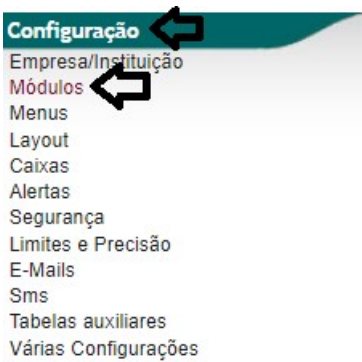 Configuração
Empresa/Instituição
Módulos
Menus
Layout
Caixas
Alertas
Segurança
Limites e Precisão
E-Mails
Sms
Tabelas auxiliares
Várias Configurações